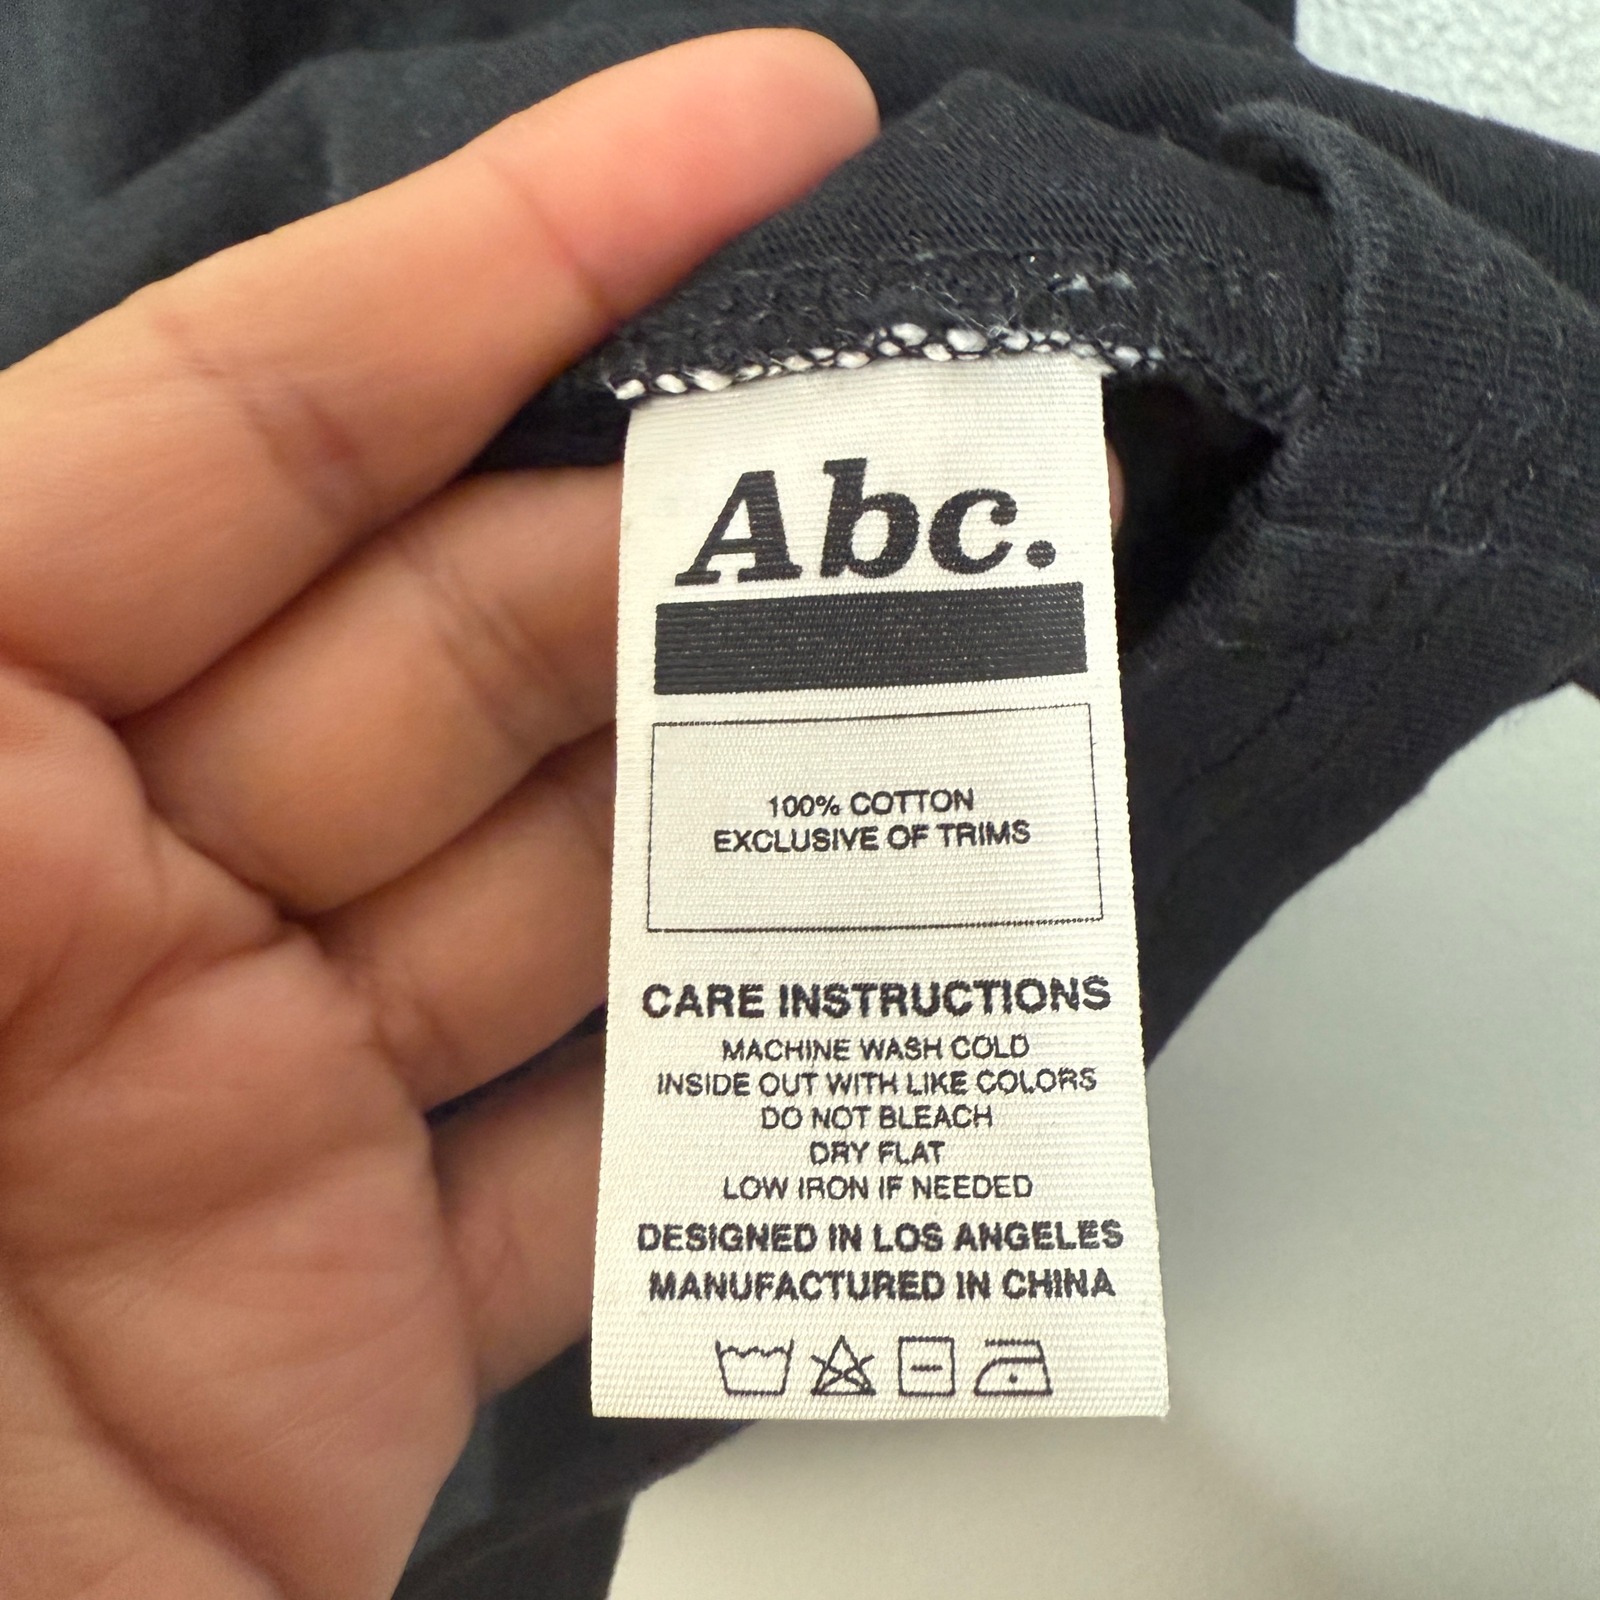 Abc.
100% COTTON
EXCLUSIVE OF TRIMS
CARE INSTRUCTIONS
MACHINE WASH COLD
INSIDE OUT WITH LIKE COLORS
DO NOT BLEACH
DRY FLAT
LOW IRON IF NEEDED
DESIGNED IN LOS ANGELES
MANUFACTURED IN CHINA